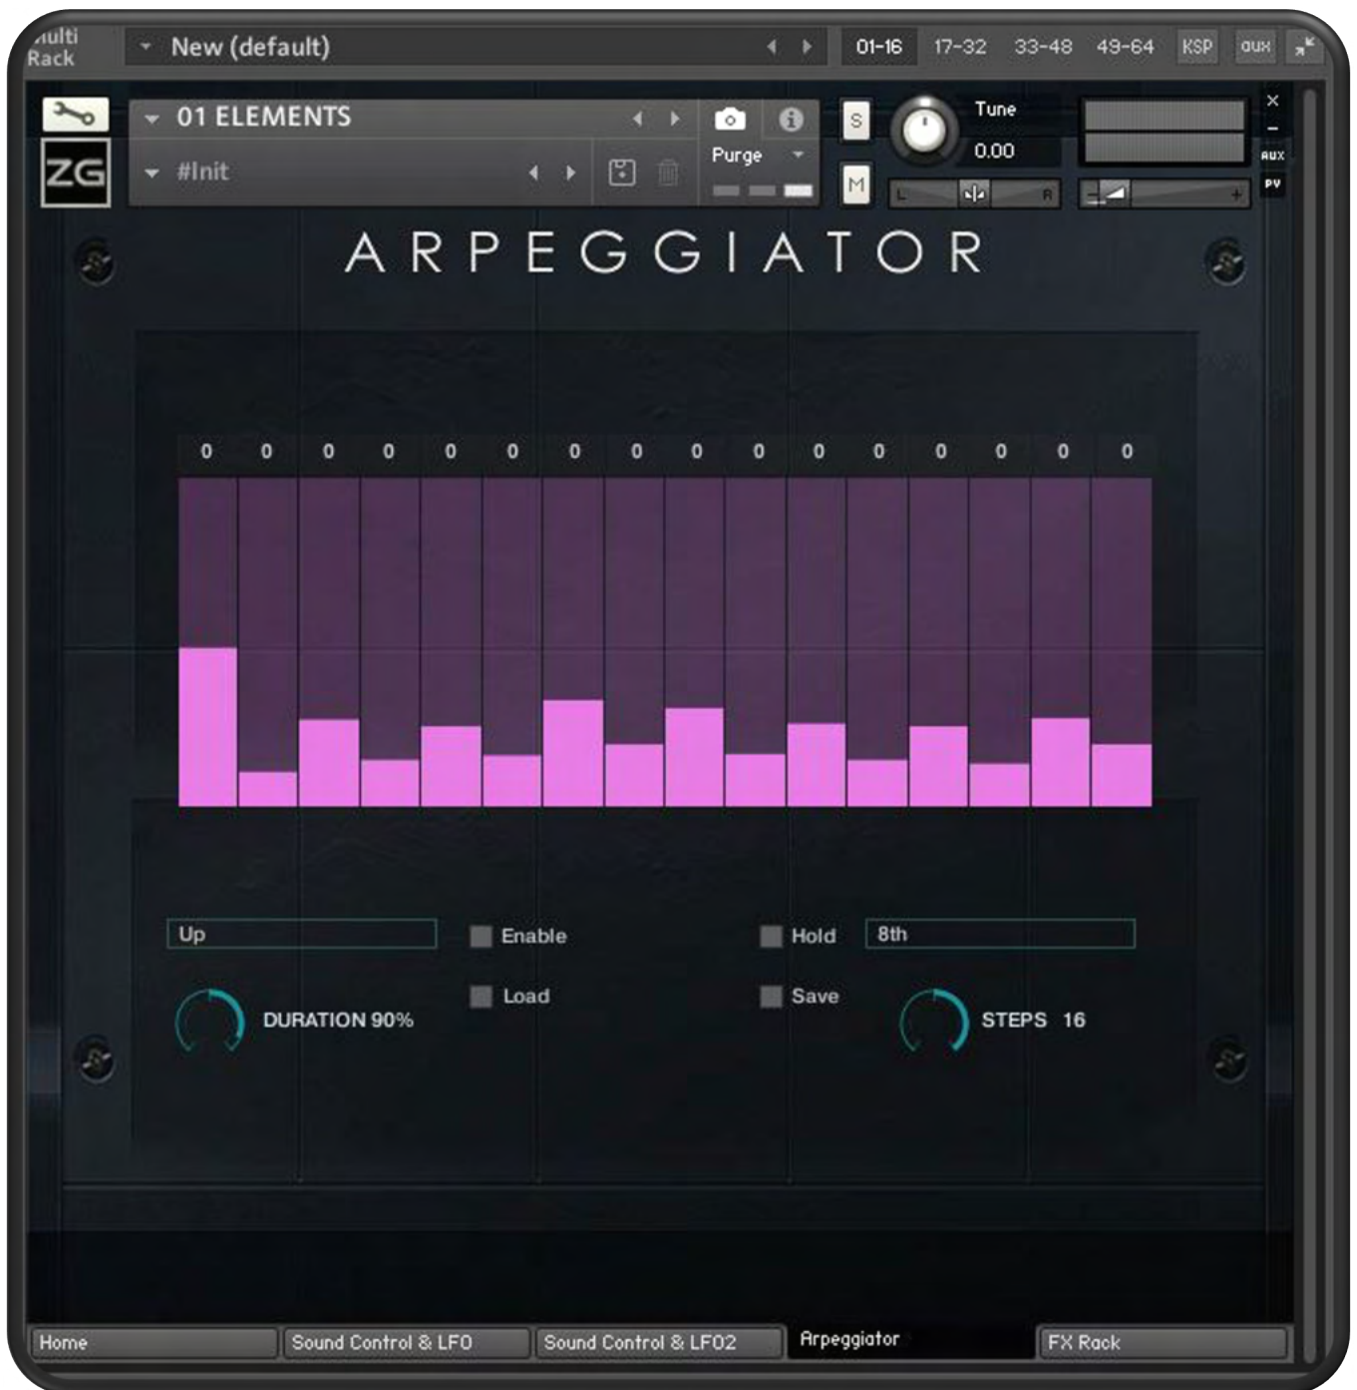 Multi
Rack
New (default)
01-16 17-32 33-48 49-64 KSP aux
01 ELEMENTS
S
Tune
0.00
Purge
AUX
PV
ZG
#Init
M
L R
- +
ARPEGGIATOR
0 0 0 0 0 0 0 0 0 0 0 0 0 0 0 0
Up
Enable
Hold
8th
Load
Save
DURATION 90%
STEPS 16
Home
Sound Control & LFO
Sound Control & LFO2
Arpeggiator
FX Rack